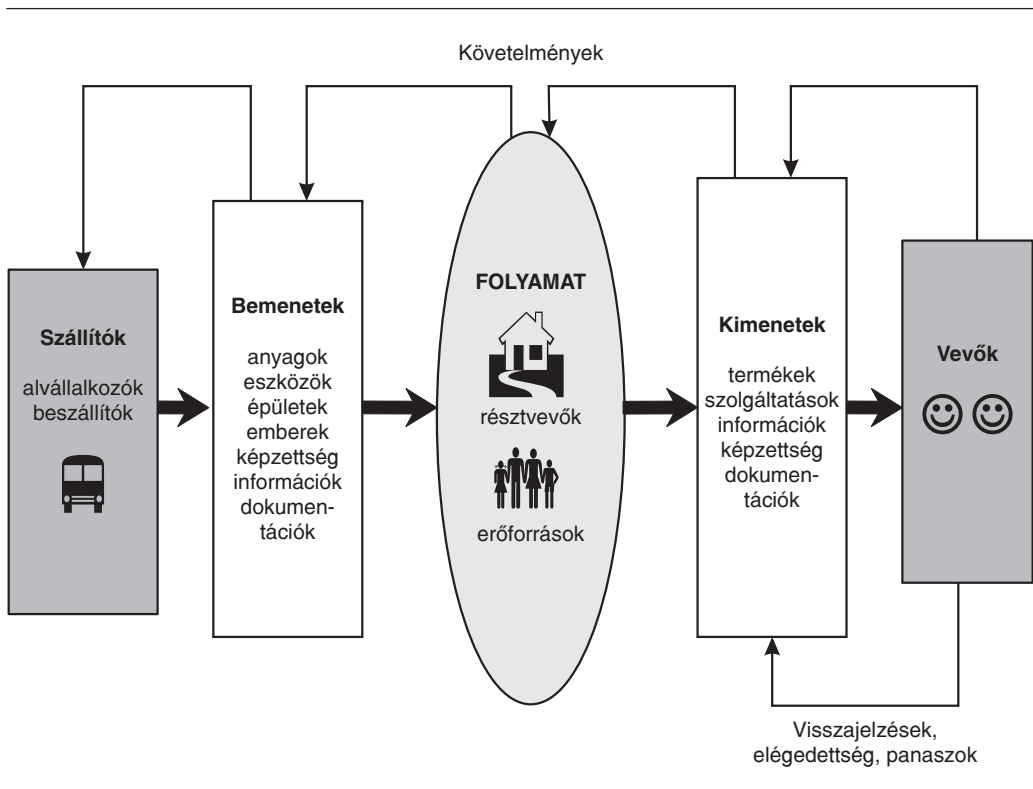 Követelmények
Szállítók
alvállalkozók
beszállítók
Bemenetek
anyagok
eszközök
épületek
emberek
képzettség
információk
dokumen-
tációk
FOLYAMAT
résztvevők
erőforrások
Kimenetek
termékek
szolgáltatások
információk
képzettség
dokumen-
tációk
Vevők
Visszajelzések,
elégedettség, panaszok